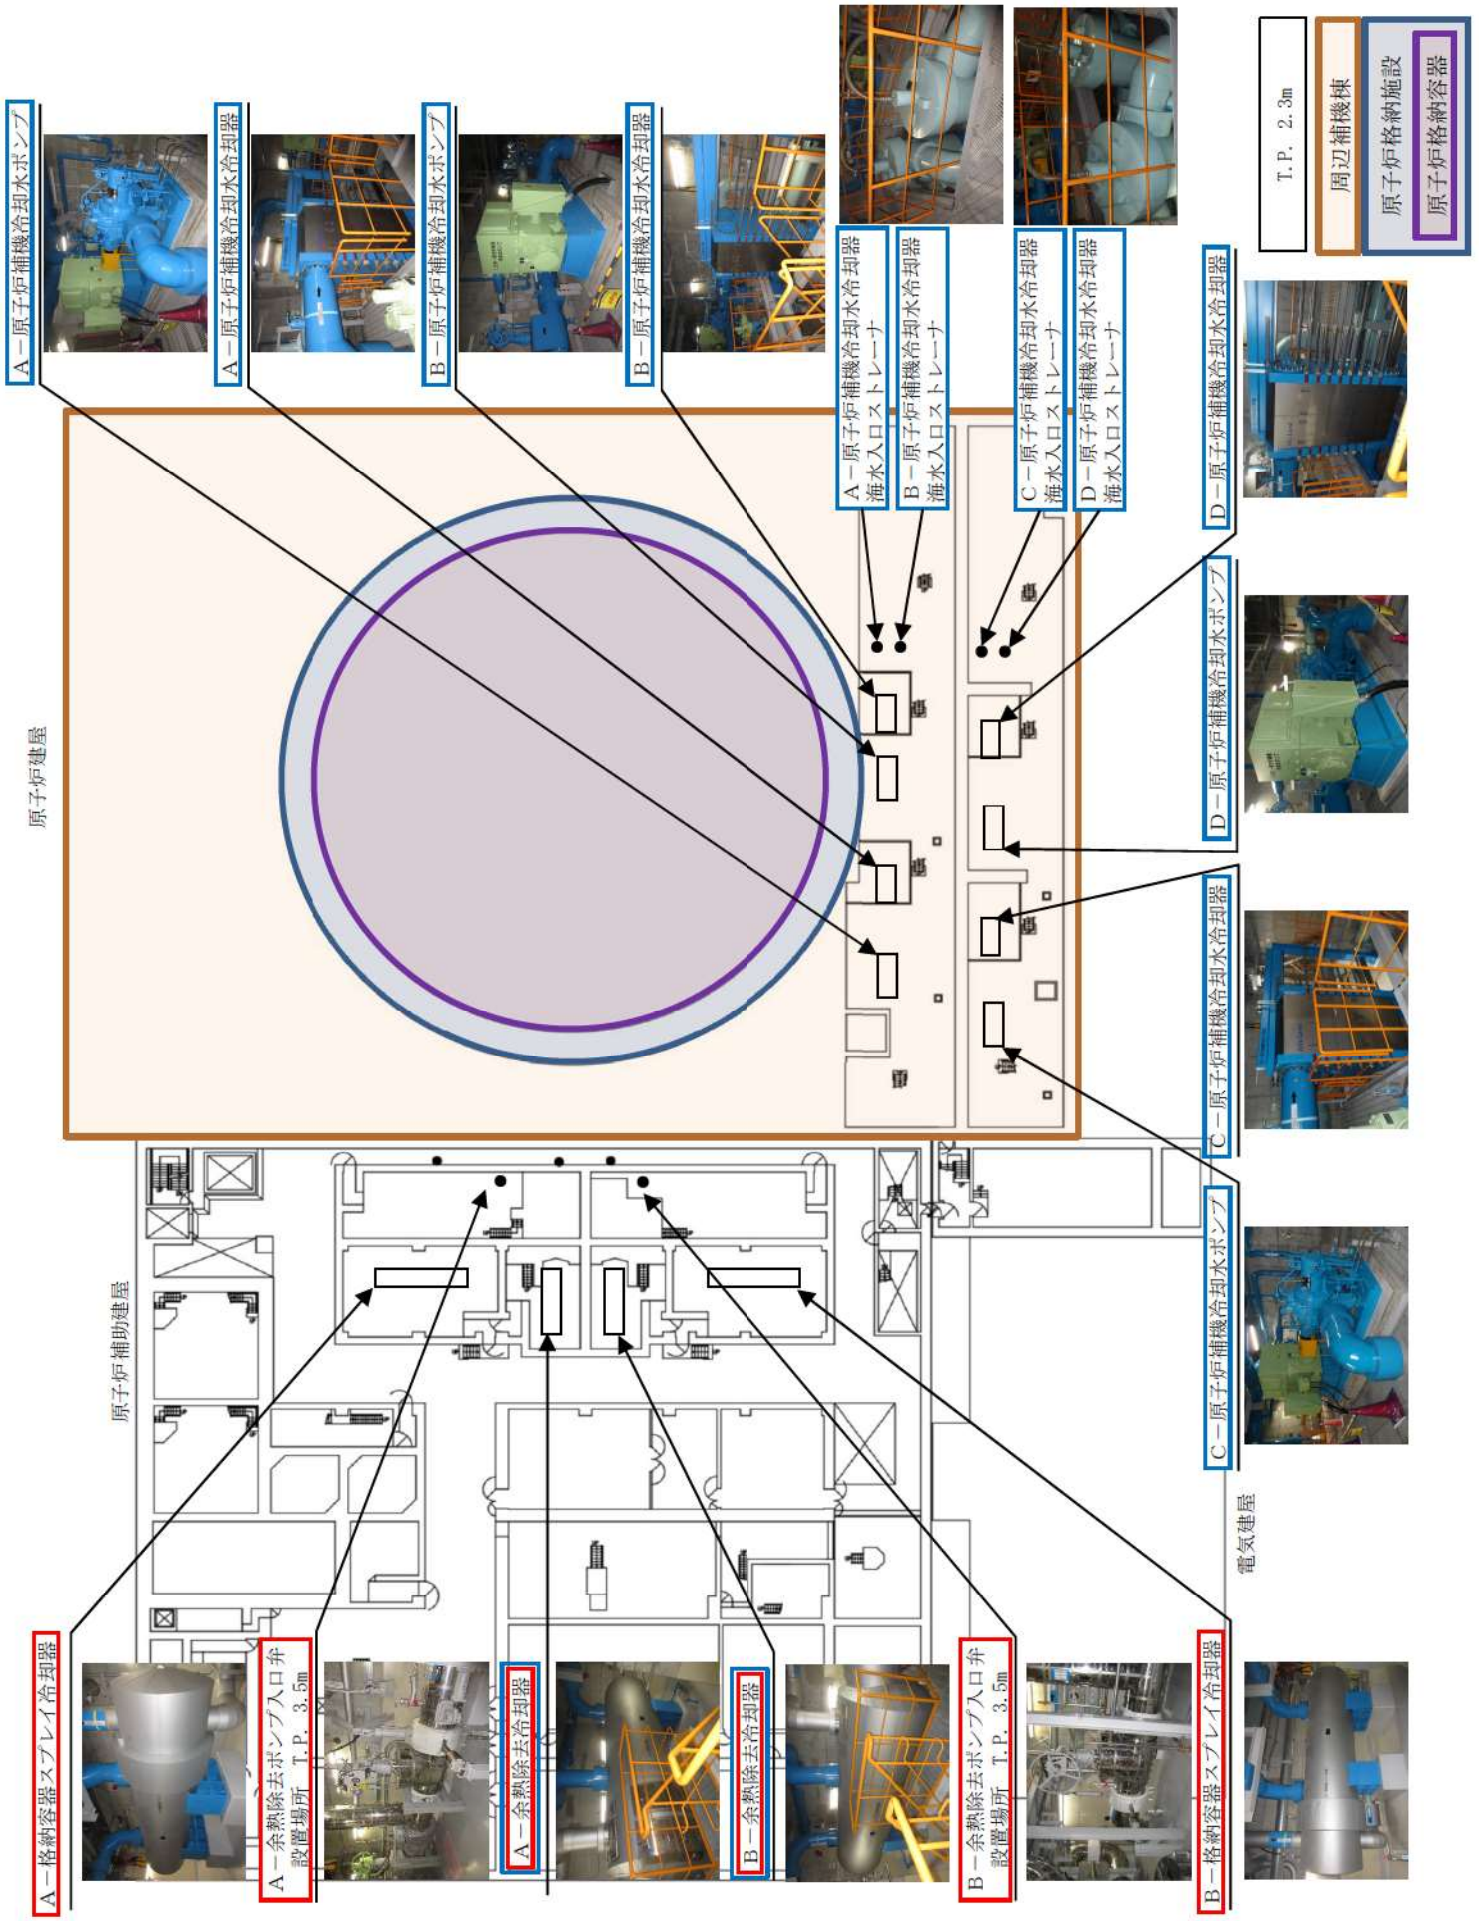 T.P. 2.3m
周辺補機棟
原子炉格納施設
原子炉格納容器
原子炉建屋
原子炉補助建屋
電気建屋
A－原子炉補機冷却水ポンプ
A－原子炉補機冷却水冷却器
B－原子炉補機冷却水ポンプ
B－原子炉補機冷却水冷却器
A－原子炉補機冷却水冷却器
海水入口ストレーナ
B－原子炉補機冷却水冷却器
海水入口ストレーナ
C－原子炉補機冷却水冷却器
海水入口ストレーナ
D－原子炉補機冷却水冷却器
海水入口ストレーナ
D－原子炉補機冷却水冷却器
D－原子炉補機冷却水ポンプ
C－原子炉補機冷却水冷却器
C－原子炉補機冷却水ポンプ
A－格納容器スプレイ冷却器
A－余熱除去ポンプ入口弁
設置場所 T.P. 3.5m
A－余熱除去冷却器
B－余熱除去冷却器
B－余熱除去ポンプ入口弁
設置場所 T.P. 3.5m
B－格納容器スプレイ冷却器